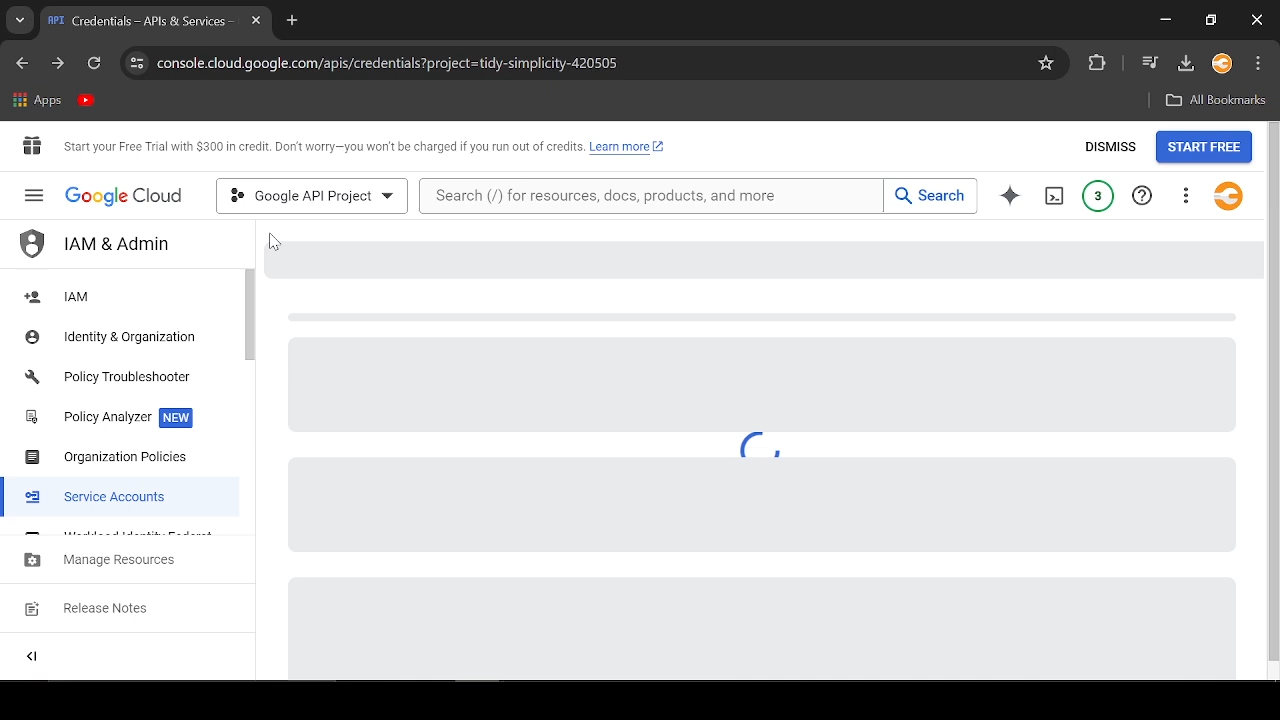 API Credentials – APIs & Services –
console.cloud.google.com/apis/credentials?project=tidy-simplicity-420505
Apps
All Bookmarks
Start your Free Trial with $300 in credit. Don't worry—you won't be charged if you run out of credits. Learn more
DISMISS
START FREE
Google Cloud
Google API Project
Search (/) for resources, docs, products, and more
Search
3
IAM & Admin
IAM
Identity & Organization
Policy Troubleshooter
Policy Analyzer NEW
Organization Policies
Service Accounts
Workload Identity Federat
Manage Resources
Release Notes